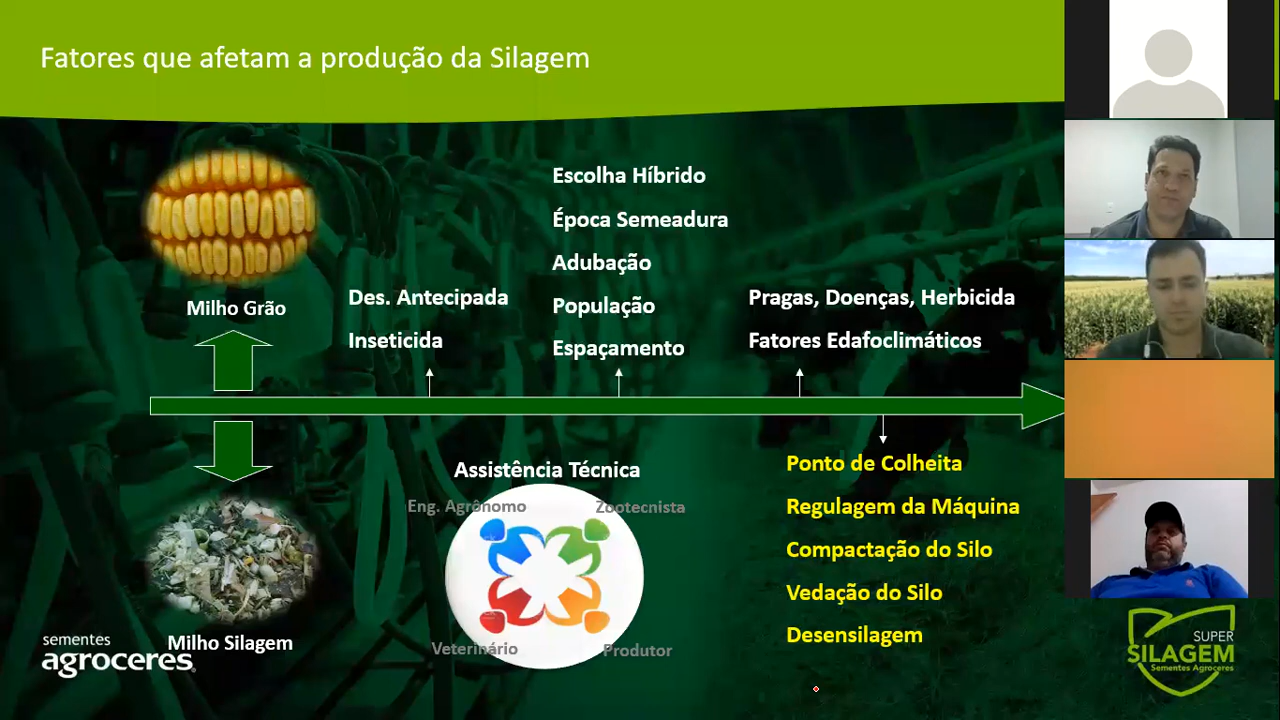 Fatores que afetam a produção da Silagem
Milho Grão
Des. Antecipada
Inseticida
Escolha Híbrido
Época Semeadura
Adubação
População
Espaçamento
Pragas, Doenças, Herbicida
Fatores Edafoclimáticos
Assistência Técnica
Eng. Agrônomo
Zootecnista
Veterinário
Produtor
Ponto de Colheita
Regulagem da Máquina
Compactação do Silo
Vedação do Silo
Desensilagem
Milho Silagem
sementes
agroceres
SUPER
SILAGEM
Sementes Agroceres